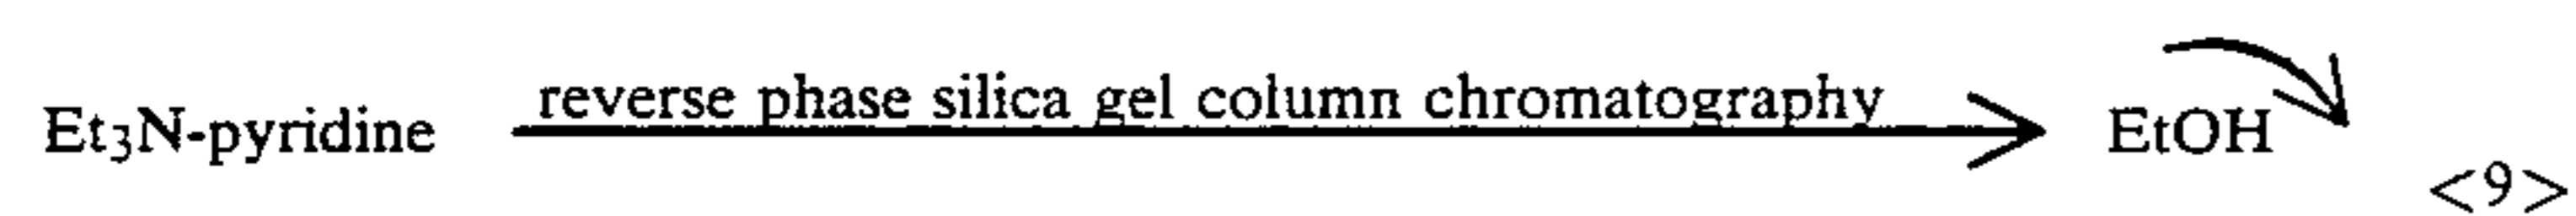 reverse phase silica gel column chromatography
Et3N-pyridine EtOH
<9>